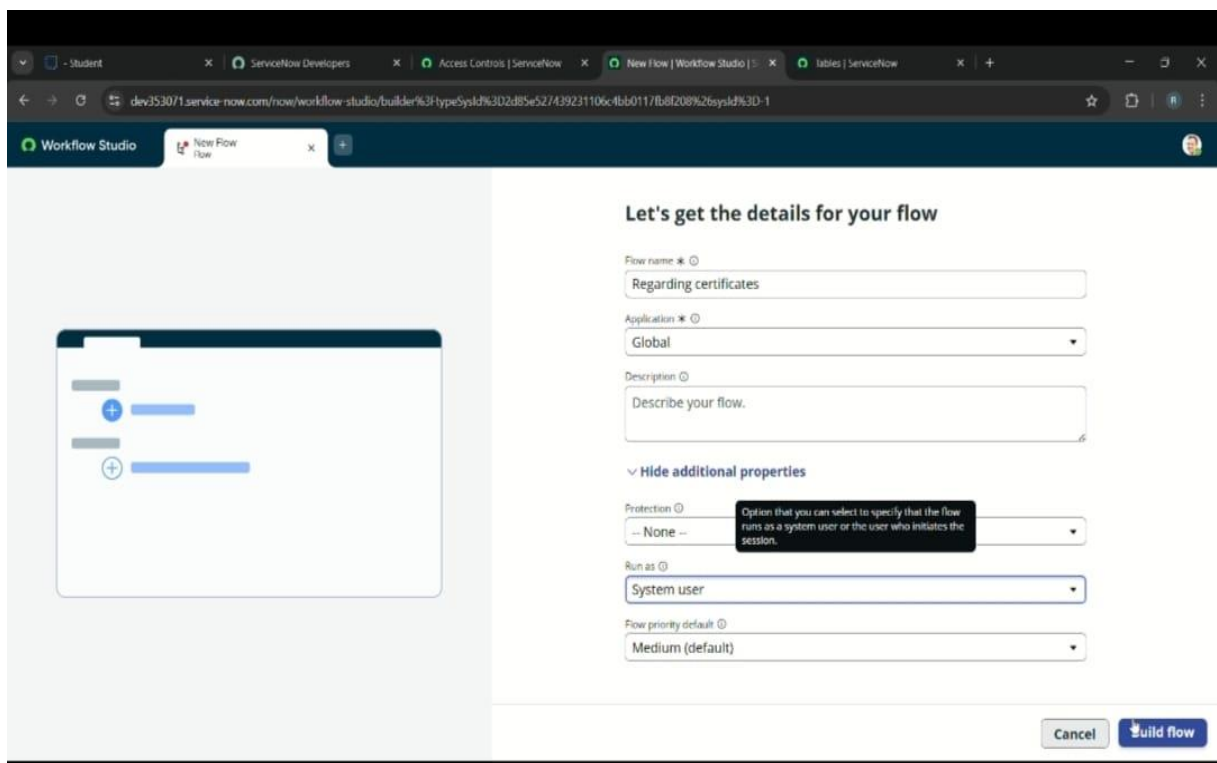 - Student
ServiceNow Developers
Access Controls | ServiceNow
New Flow | Workflow Studio | S
Tables | ServiceNow
dev353071.service-now.com/now/workflow-studio/builder%3FtypeSysId%3D2d85e527439231106c4bb0117fb8f208%26sysId%3D-1
Workflow Studio
New Flow
Flow
Let's get the details for your flow
Flow name *
Regarding certificates
Application *
Global
Description
Describe your flow.
Hide additional properties
Protection
-- None --
Option that you can select to specify that the flow
runs as a system user or the user who initiates the
session.
Run as
System user
Flow priority default
Medium (default)
Cancel
Build flow